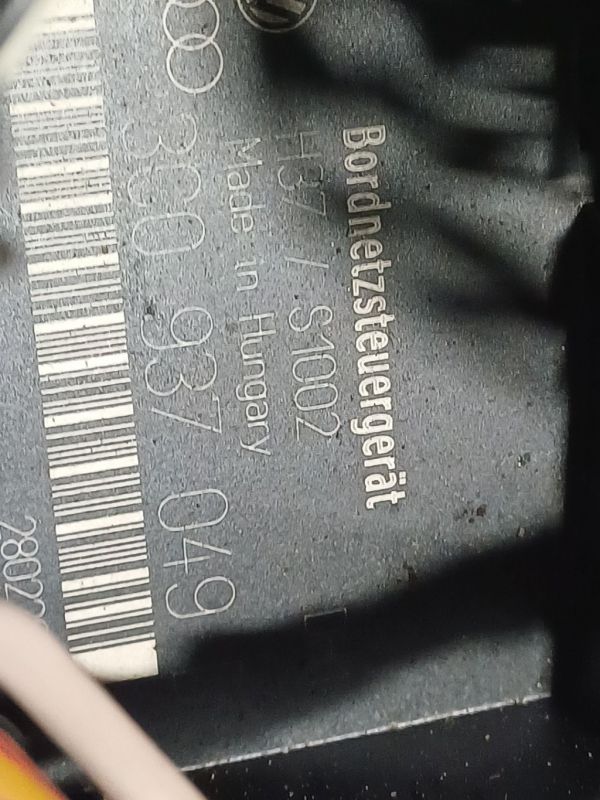 Bordnetzsteuergerät
H37 / S1002
Made in Hungary
3C0 937 049